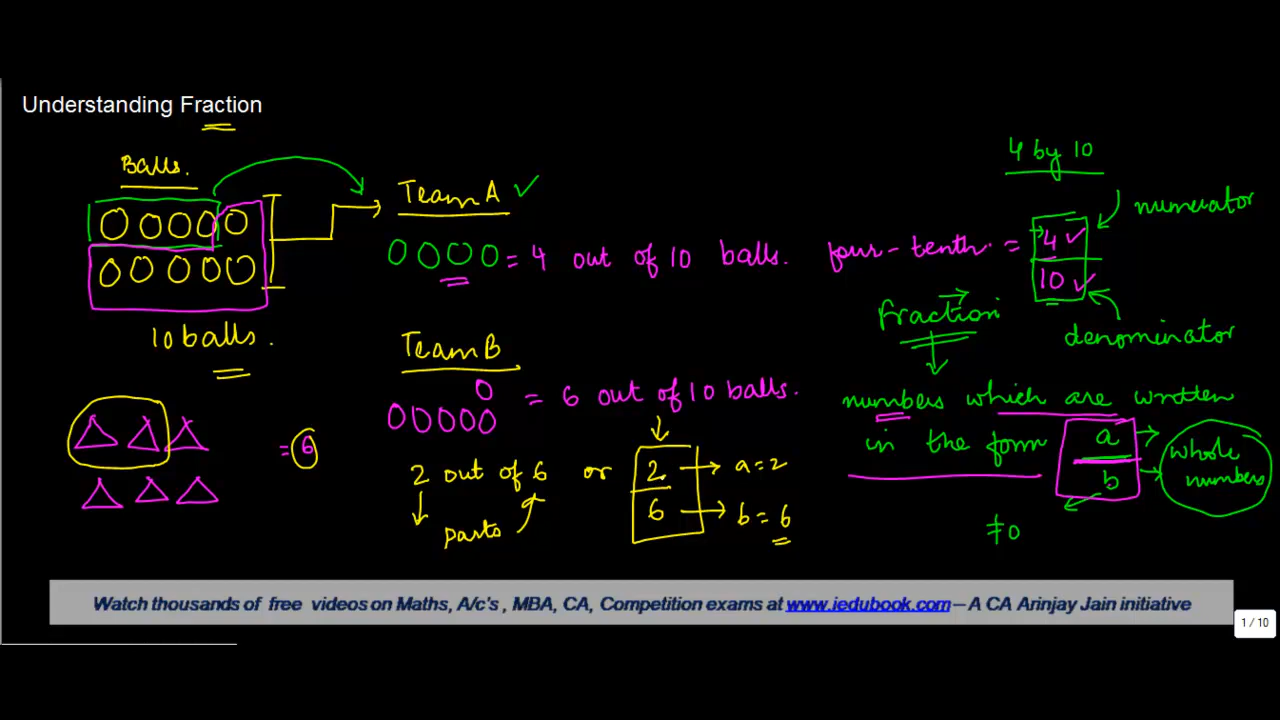 Understanding Fraction
Balls.
10 balls.
= 6
Team A
= 4 out of 10 balls. four-tenth. = 4
10
4 by 10
numerator
denominator
Team B
= 6 out of 10 balls.
2 out of 6 or 2 a=2
6 b=6
parts
fraction
numbers which are written
in the form a
b
whole
numbers
≠0
Watch thousands of free videos on Maths, A/c's , MBA, CA, Competition exams at www.iedubook.com – A CA Arinjay Jain initiative
1 / 10